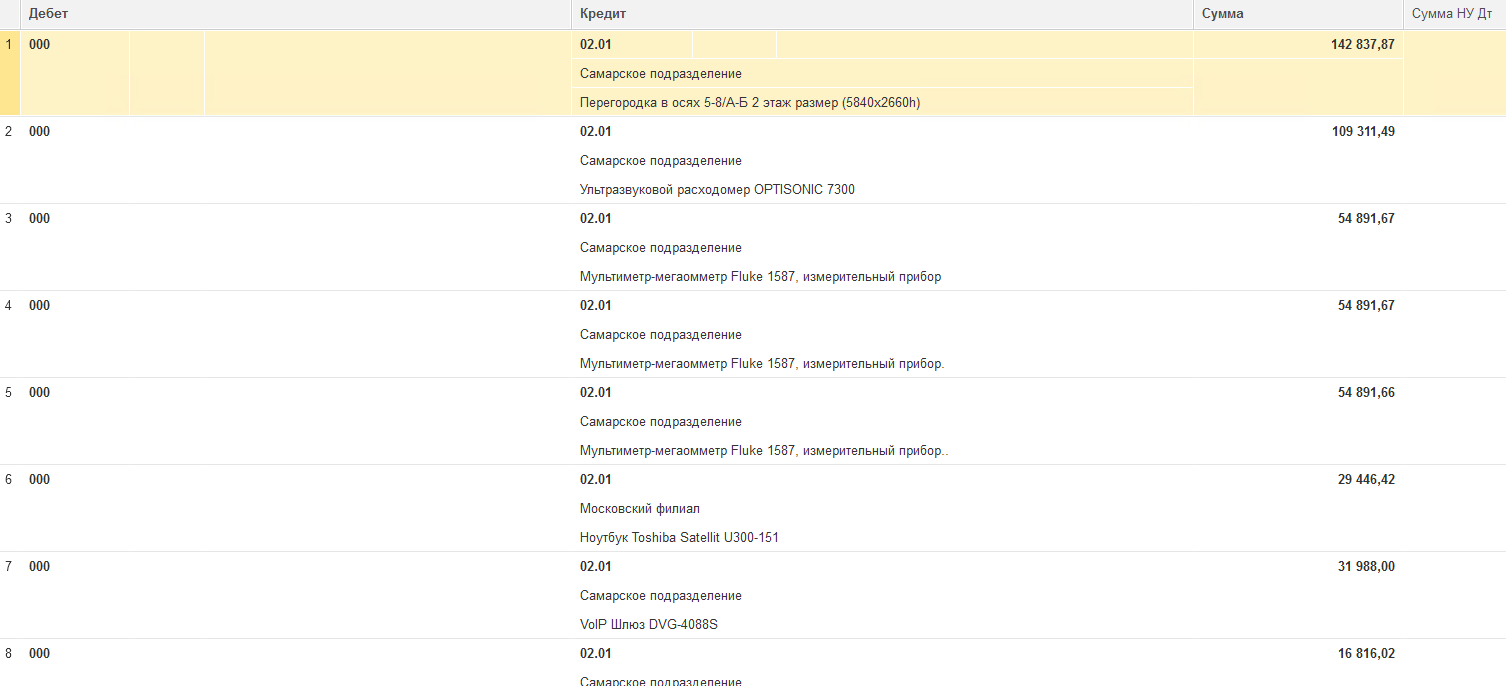 Дебет Кредит Сумма Сумма НУ Дт
1 000 02.01 142 837,87
Самарское подразделение
Перегородка в осях 5-8/А-Б 2 этаж размер (5840х2660h)
2 000 02.01 109 311,49
Самарское подразделение
Ультразвуковой расходомер OPTISONIC 7300
3 000 02.01 54 891,67
Самарское подразделение
Мультиметр-мегаомметр Fluke 1587, измерительный прибор
4 000 02.01 54 891,67
Самарское подразделение
Мультиметр-мегаомметр Fluke 1587, измерительный прибор.
5 000 02.01 54 891,66
Самарское подразделение
Мультиметр-мегаомметр Fluke 1587, измерительный прибор..
6 000 02.01 29 446,42
Московский филиал
Ноутбук Toshiba Satellit U300-151
7 000 02.01 31 988,00
Самарское подразделение
VoIP Шлюз DVG-4088S
8 000 02.01 16 816,02
Самарское подразделение